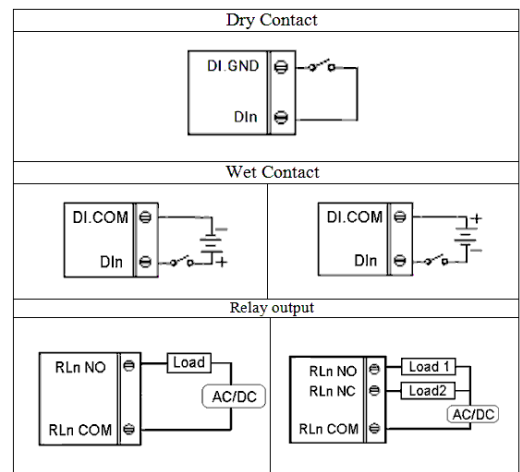 Dry Contact
DI.GND
DIn
Wet Contact
DI.COM
DIn
DI.COM
DIn
Relay output
RLn NO
Load
AC/DC
RLn COM
RLn NO
Load 1
RLn NC
Load2
AC/DC
RLn COM